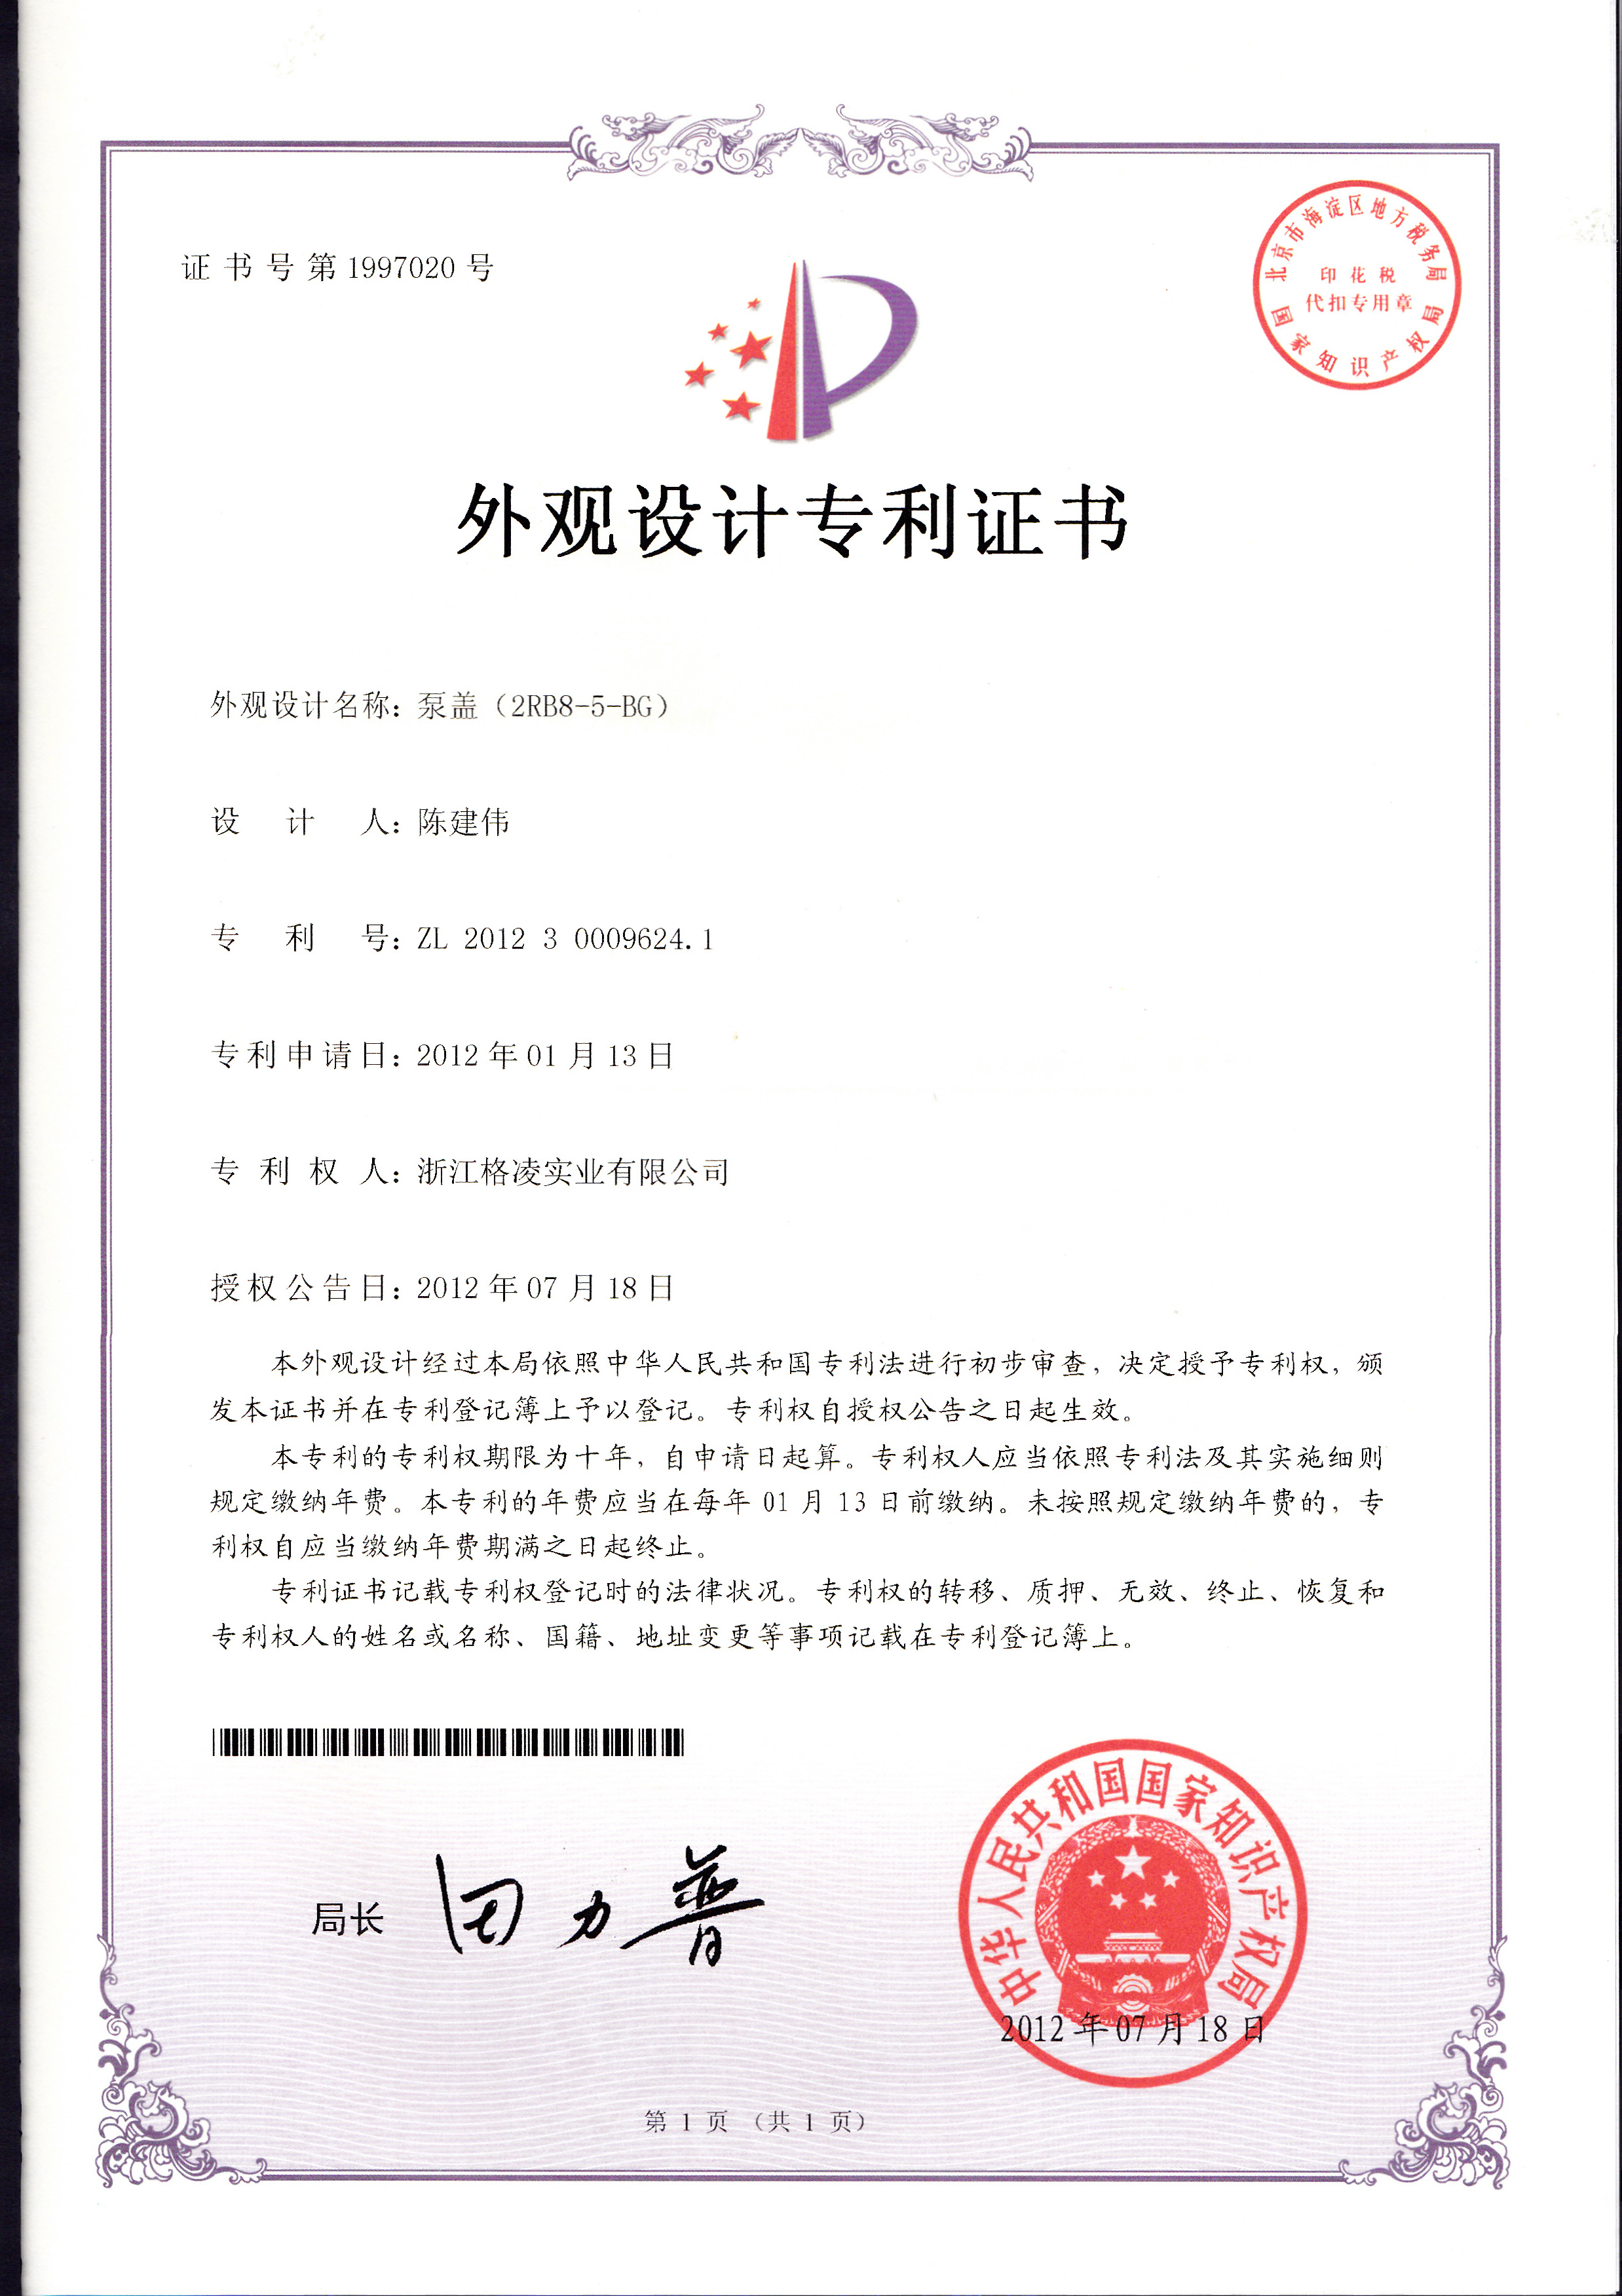 证书号第1997020号
北京市海淀区地方税务局
印花税
代扣专用章
国家知识产权局
外观设计专利证书
外观设计名称：泵盖（2RB8-5-BG）
设计人：陈建伟
专利号：ZL 2012 3 0009624.1
专利申请日：2012年01月13日
专利权人：浙江格凌实业有限公司
授权公告日：2012年07月18日
本外观设计经过本局依照中华人民共和国专利法进行初步审查，决定授予专利权，颁
发本证书并在专利登记簿上予以登记。专利权自授权公告之日起生效。
本专利的专利权期限为十年，自申请日起算。专利权人应当依照专利法及其实施细则
规定缴纳年费。本专利的年费应当在每年01月13日前缴纳。未按照规定缴纳年费的，专
利权自应当缴纳年费期满之日起终止。
专利证书记载专利权登记时的法律状况。专利权的转移、质押、无效、终止、恢复和
专利权人的姓名或名称、国籍、地址变更等事项记载在专利登记簿上。
中华人民共和国国家知识产权局
局长 田力普
2012年07月18日
第1页（共1页）